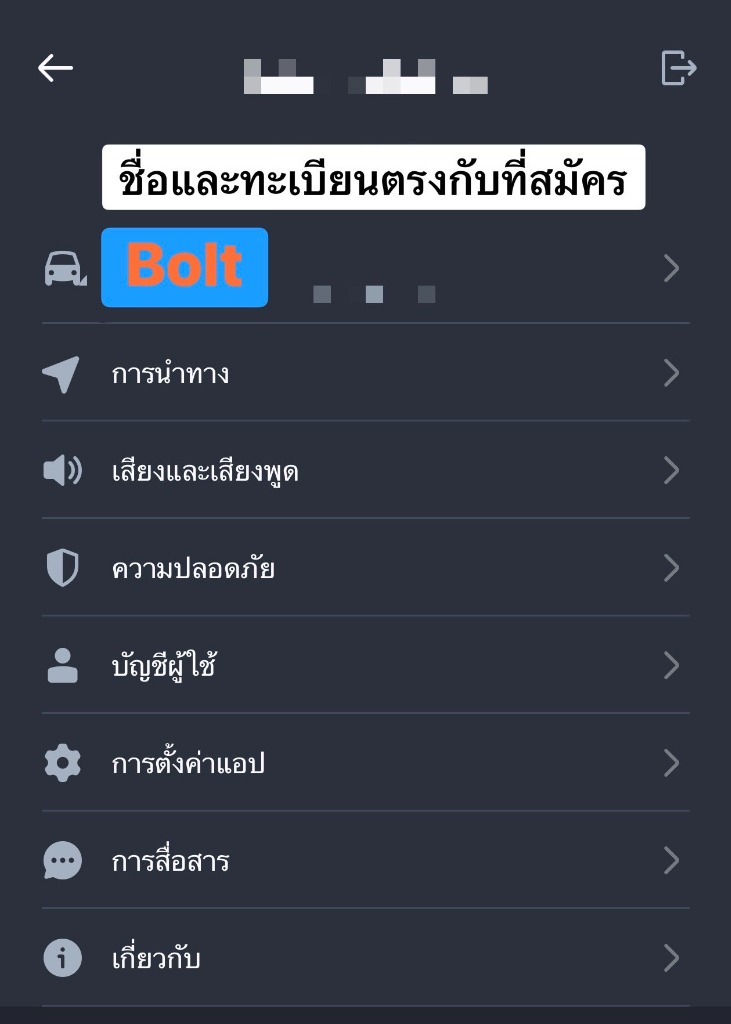 ชื่อและทะเบียนตรงกับที่สมัคร
Bolt
การนำทาง
เสียงและเสียงพูด
ความปลอดภัย
บัญชีผู้ใช้
การตั้งค่าแอป
การสื่อสาร
เกี่ยวกับ